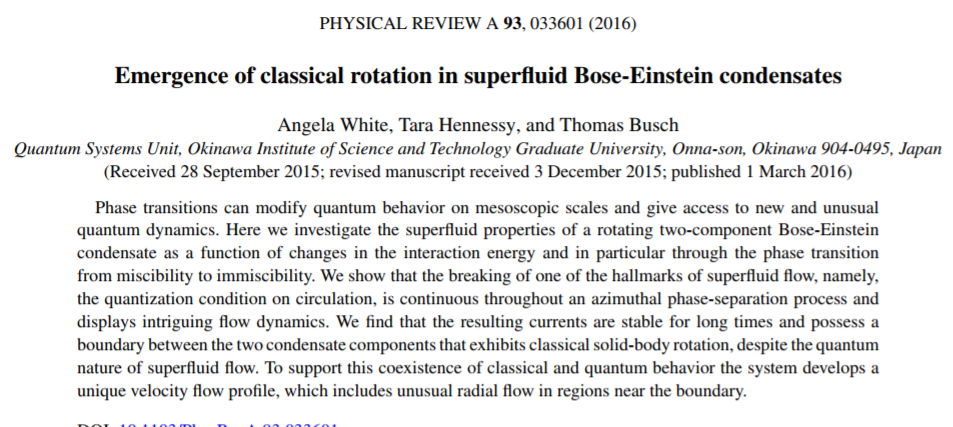 PHYSICAL REVIEW A 93, 033601 (2016)
Emergence of classical rotation in superfluid Bose-Einstein condensates
Angela White, Tara Hennessy, and Thomas Busch
Quantum Systems Unit, Okinawa Institute of Science and Technology Graduate University, Onna-son, Okinawa 904-0495, Japan
(Received 28 September 2015; revised manuscript received 3 December 2015; published 1 March 2016)
Phase transitions can modify quantum behavior on mesoscopic scales and give access to new and unusual
quantum dynamics. Here we investigate the superfluid properties of a rotating two-component Bose-Einstein
condensate as a function of changes in the interaction energy and in particular through the phase transition
from miscibility to immiscibility. We show that the breaking of one of the hallmarks of superfluid flow, namely,
the quantization condition on circulation, is continuous throughout an azimuthal phase-separation process and
displays intriguing flow dynamics. We find that the resulting currents are stable for long times and possess a
boundary between the two condensate components that exhibits classical solid-body rotation, despite the quantum
nature of superfluid flow. To support this coexistence of classical and quantum behavior the system develops a
unique velocity flow profile, which includes unusual radial flow in regions near the boundary.